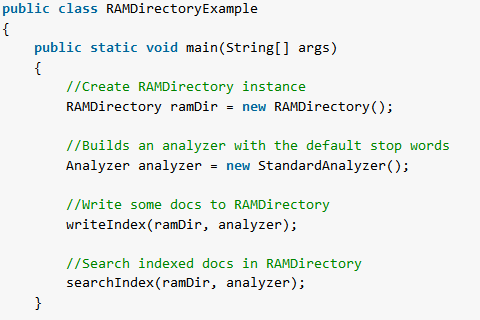 public class RAMDirectoryExample
{
    public static void main(String[] args)
    {
        //Create RAMDirectory instance
        RAMDirectory ramDir = new RAMDirectory();

        //Builds an analyzer with the default stop words
        Analyzer analyzer = new StandardAnalyzer();

        //Write some docs to RAMDirectory
        writeIndex(ramDir, analyzer);

        //Search indexed docs in RAMDirectory
        searchIndex(ramDir, analyzer);
    }